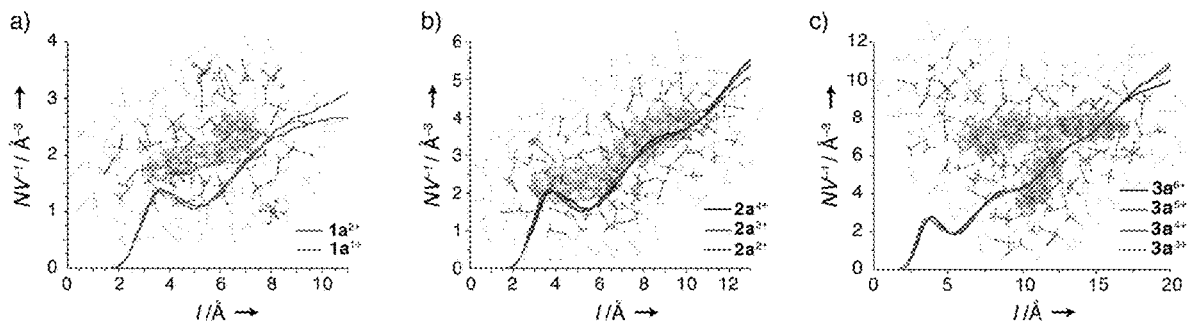 a)
4
3
2
1
0
NV⁻¹/ Å⁻³ →
0 2 4 6 8 10
l/Å →
1a²⁺
1a¹⁺
b)
6
5
4
3
2
1
0
NV⁻¹/ Å⁻³ →
0 2 4 6 8 10 12
l/Å →
2a⁴⁺
2a³⁺
2a²⁺
c)
12
10
8
6
4
2
0
NV⁻¹/ Å⁻³ →
0 5 10 15 20
l/Å →
3a⁶⁺
3a⁵⁺
3a⁴⁺
3a³⁺